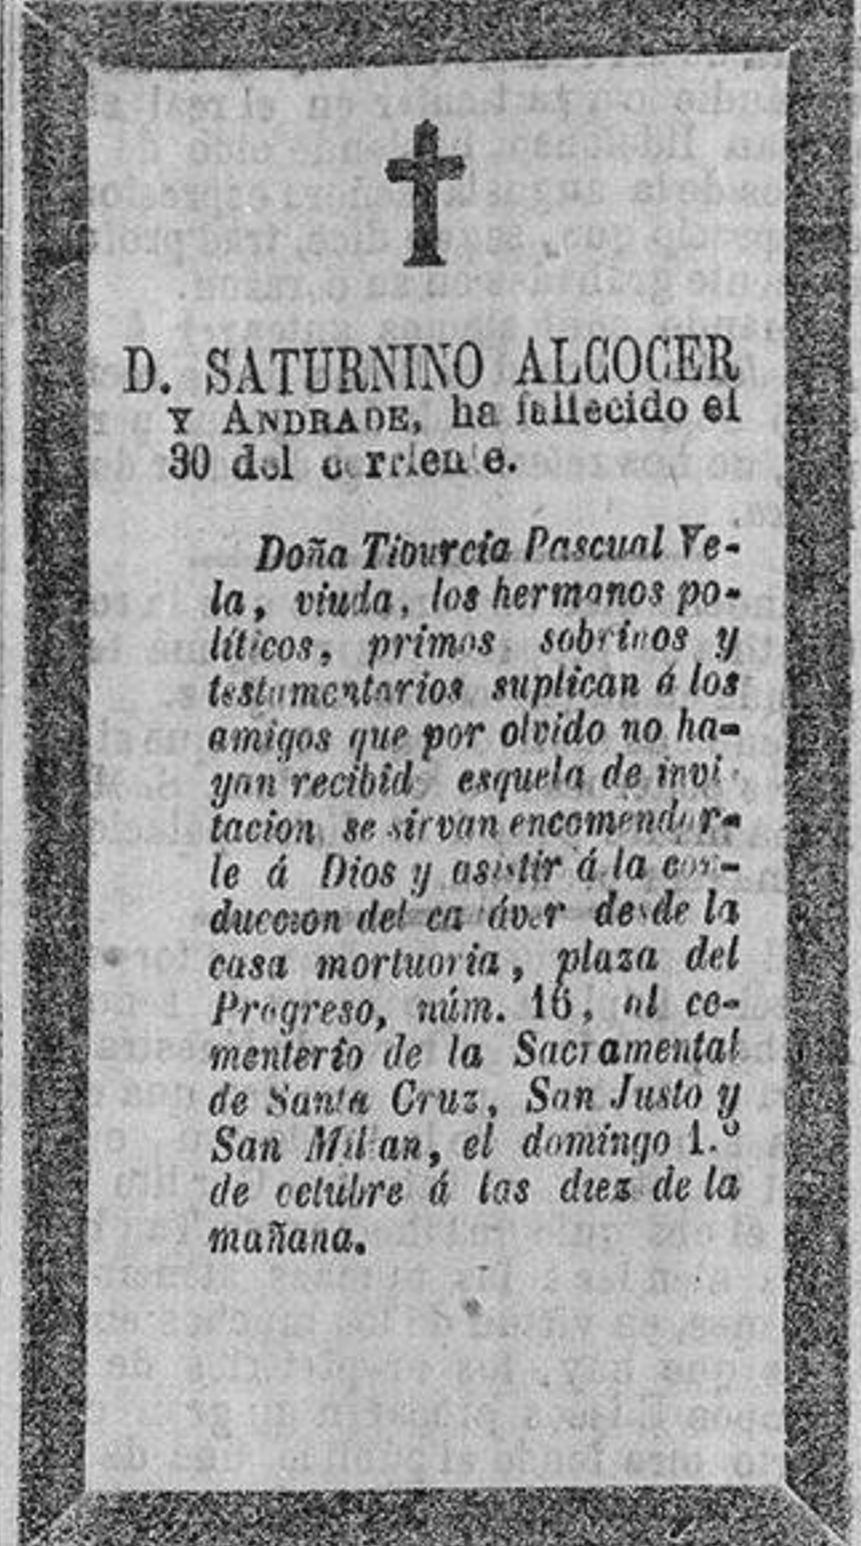 D. SATURNINO ALCOCER
Y ANDRADE, ha fallecido el
30 del corriente.
Doña Tiburcia Pascual Ve-
la, viuda, los hermanos po-
líticos, primos sobrinos y
testamentarios suplican á los
amigos que por olvido no ha-
yan recibid esquela de invi-
tacion se sirvan encomendar-
le á Dios y asistir á la con-
duccion del cadáver desde la
casa mortuoria, plaza del
Progreso, núm. 16, al ce-
menterio de la Sacramental
de Santa Cruz, San Justo y
San Millan, el domingo 1.º
de octubre á las diez de la
mañana.